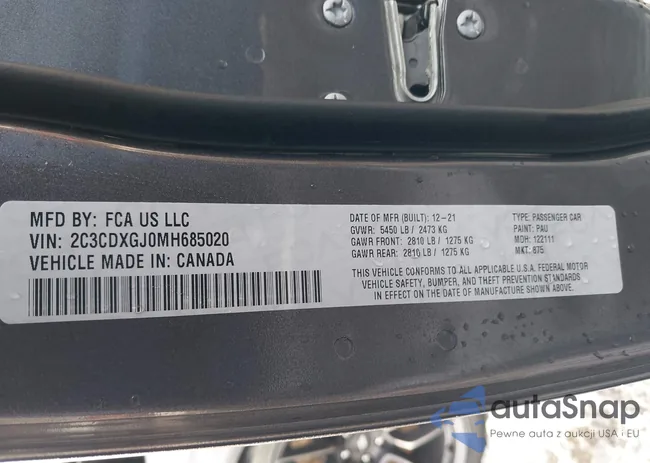 MFD BY: FCA US LLC
VIN: 2C3CDXGJ0MH685020
VEHICLE MADE IN: CANADA
DATE OF MFR (BUILT): 12-21
GVWR: 5450 LB / 2473 KG
GAWR FRONT: 2810 LB / 1275 KG
GAWR REAR: 2810 LB / 1275 KG
TYPE: PASSENGER CAR
PAINT: PAU
MDH: 122111
MKT: 875
THIS VEHICLE CONFORMS TO ALL APPLICABLE U.S.A. FEDERAL MOTOR
VEHICLE SAFETY, BUMPER, AND THEFT PREVENTION STANDARDS
IN EFFECT ON THE DATE OF MANUFACTURE SHOWN ABOVE.
autoSnap
Pewne auta z aukcji USA i EU